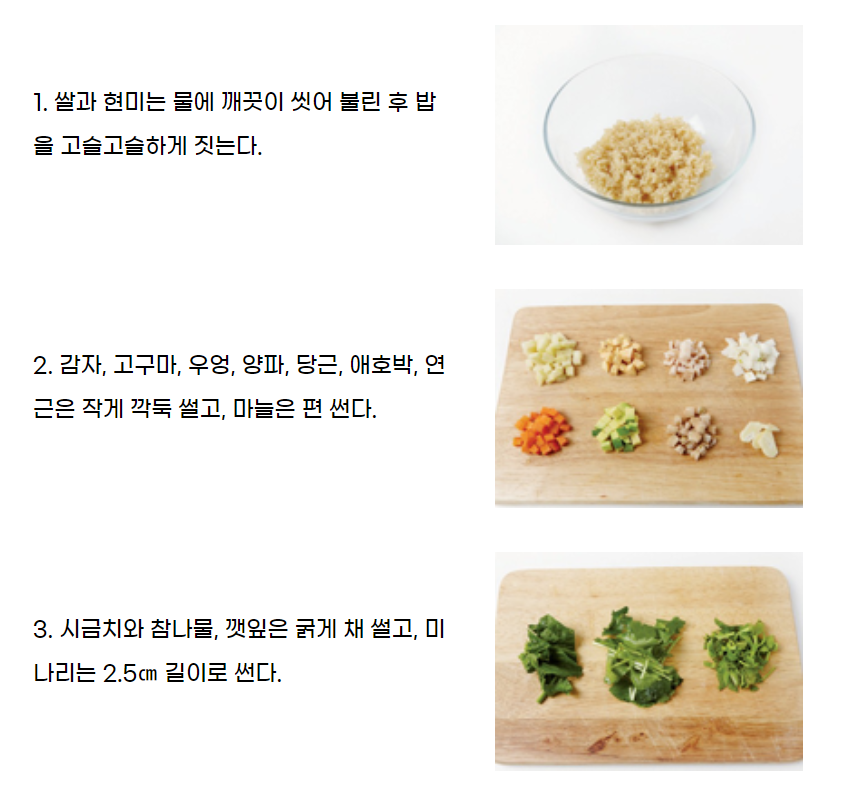 1. 쌀과 현미는 물에 깨끗이 씻어 불린 후 밥
을 고슬고슬하게 짓는다.
2. 감자, 고구마, 우엉, 양파, 당근, 애호박, 연
근은 작게 깍둑 썰고, 마늘은 편 썬다.
3. 시금치와 참나물, 깻잎은 굵게 채 썰고, 미
나리는 2.5㎝ 길이로 썬다.